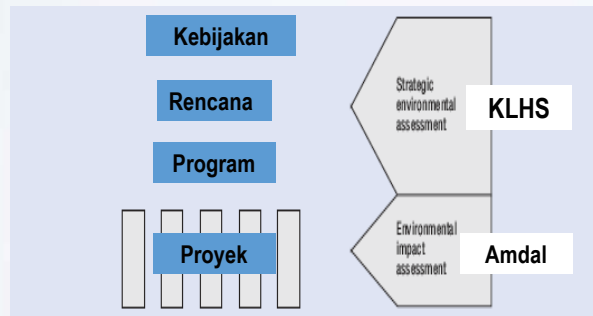 Kebijakan
Rencana
Program
Proyek
Strategic
environmental
assessment
KLHS
Environmental
impact
assessment
Amdal